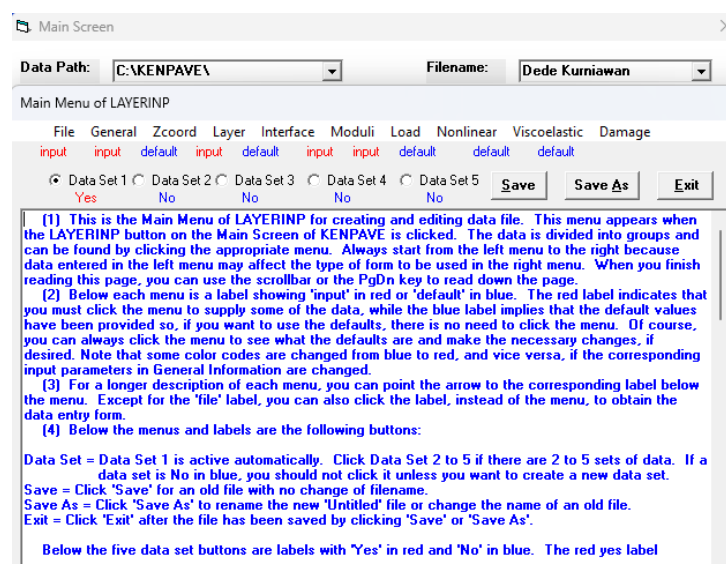 Main Screen
Data Path: C:\KENPAVE\ Filename: Dede Kurniawan
Main Menu of LAYERINP
File General Zcoord Layer Interface Moduli Load Nonlinear Viscoelastic Damage
input input default input default input input default default default
Data Set 1 Data Set 2 Data Set 3 Data Set 4 Data Set 5 Save Save As Exit
Yes No No No No
(1) This is the Main Menu of LAYERINP for creating and editing data file. This menu appears when
the LAYERINP button on the Main Screen of KENPAVE is clicked. The data is divided into groups and
can be found by clicking the appropriate menu. Always start from the left menu to the right because
data entered in the left menu may affect the type of form to be used in the right menu. When you finish
reading this page, you can use the scrollbar or the PgDn key to read down the page.
(2) Below each menu is a label showing 'input' in red or 'default' in blue. The red label indicates that
you must click the menu to supply some of the data, while the blue label implies that the default values
have been provided so, if you want to use the defaults, there is no need to click the menu. Of course,
you can always click the menu to see what the defaults are and make the necessary changes, if
desired. Note that some color codes are changed from blue to red, and vice versa, if the corresponding
input parameters in General Information are changed.
(3) For a longer description of each menu, you can point the arrow to the corresponding label below
the menu. Except for the 'file' label, you can also click the label, instead of the menu, to obtain the
data entry form.
(4) Below the menus and labels are the following buttons:
Data Set = Data Set 1 is active automatically. Click Data Set 2 to 5 if there are 2 to 5 sets of data. If a
data set is No in blue, you should not click it unless you want to create a new data set.
Save = Click 'Save' for an old file with no change of filename.
Save As = Click 'Save As' to rename the new 'Untitled' file or change the name of an old file.
Exit = Click 'Exit' after the file has been saved by clicking 'Save' or 'Save As'.
Below the five data set buttons are labels with 'Yes' in red and 'No' in blue. The red yes label